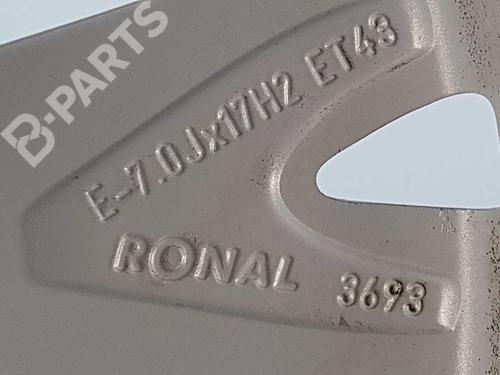 B-PARTS
E-7.0Jx17H2 ET43
RONAL 3693